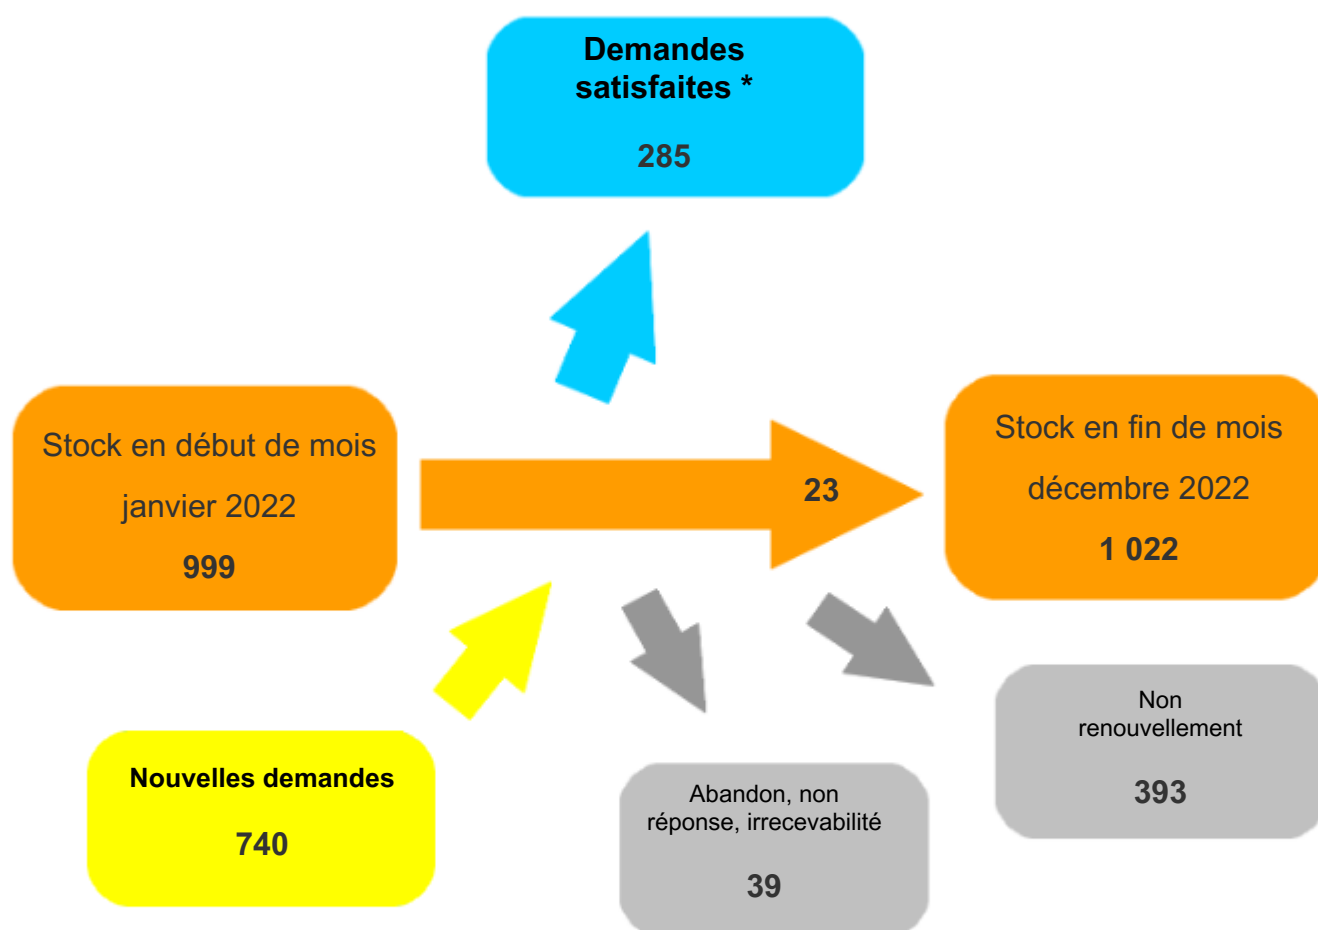 Demandes
satisfaites *
285
Stock en début de mois
janvier 2022
999
23
Stock en fin de mois
décembre 2022
1 022
Nouvelles demandes
740
Abandon, non
réponse, irrecevabilité
39
Non
renouvellement
393